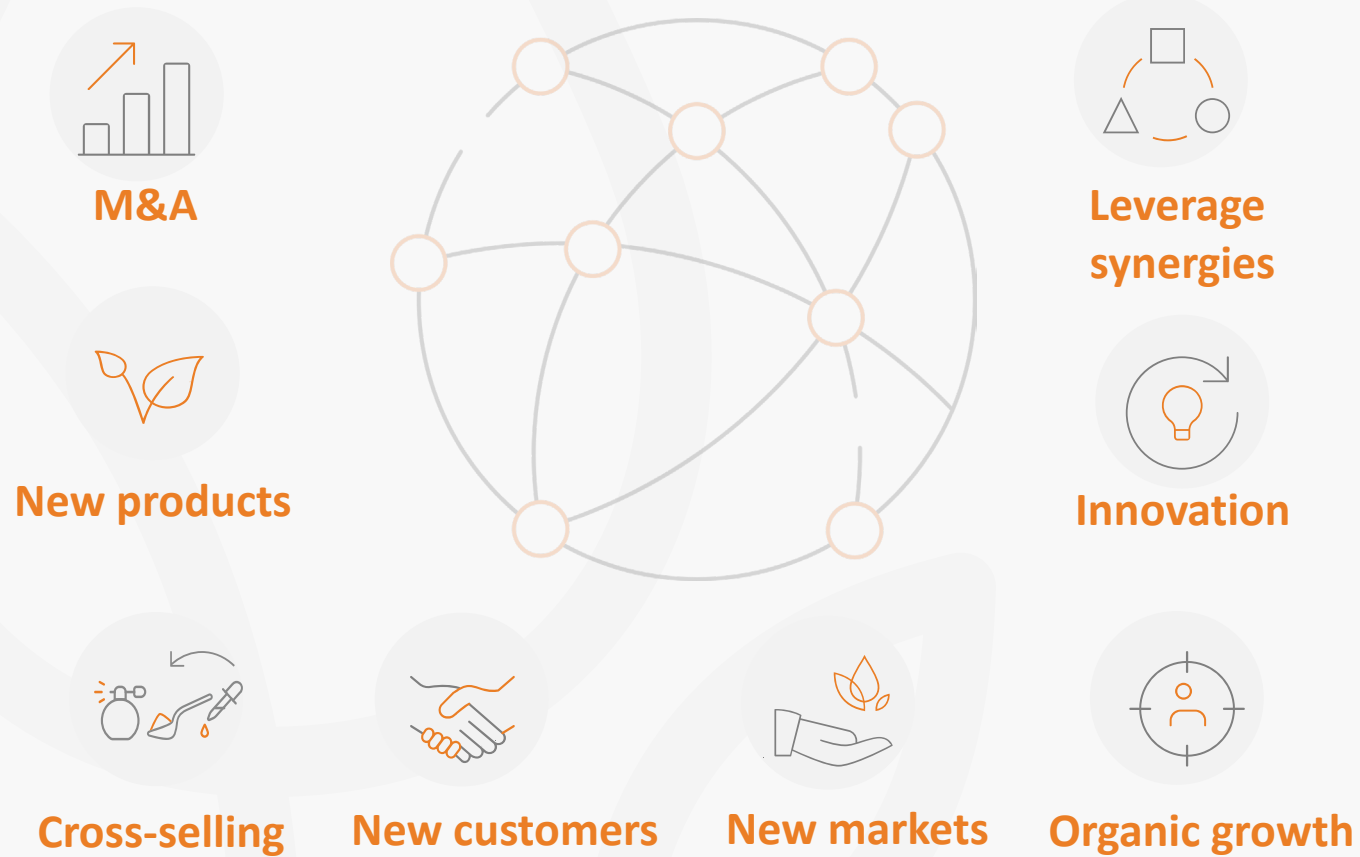 M&A
Leverage
synergies
New products
Innovation
Cross-selling
New customers
New markets
Organic growth